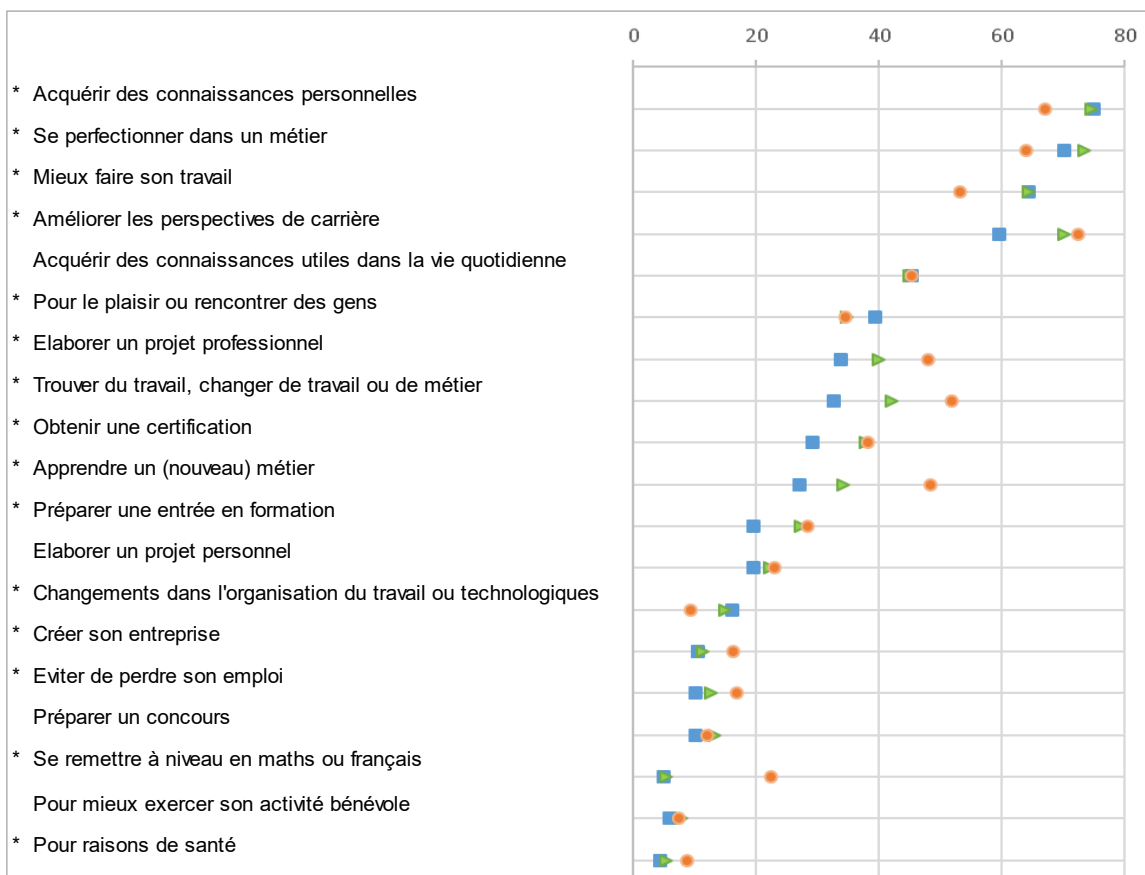 0 20 40 60 80
* Acquérir des connaissances personnelles
* Se perfectionner dans un métier
* Mieux faire son travail
* Améliorer les perspectives de carrière
Acquérir des connaissances utiles dans la vie quotidienne
* Pour le plaisir ou rencontrer des gens
* Elaborer un projet professionnel
* Trouver du travail, changer de travail ou de métier
* Obtenir une certification
* Apprendre un (nouveau) métier
* Préparer une entrée en formation
Elaborer un projet personnel
* Changements dans l'organisation du travail ou technologiques
* Créer son entreprise
* Eviter de perdre son emploi
Préparer un concours
* Se remettre à niveau en maths ou français
Pour mieux exercer son activité bénévole
* Pour raisons de santé